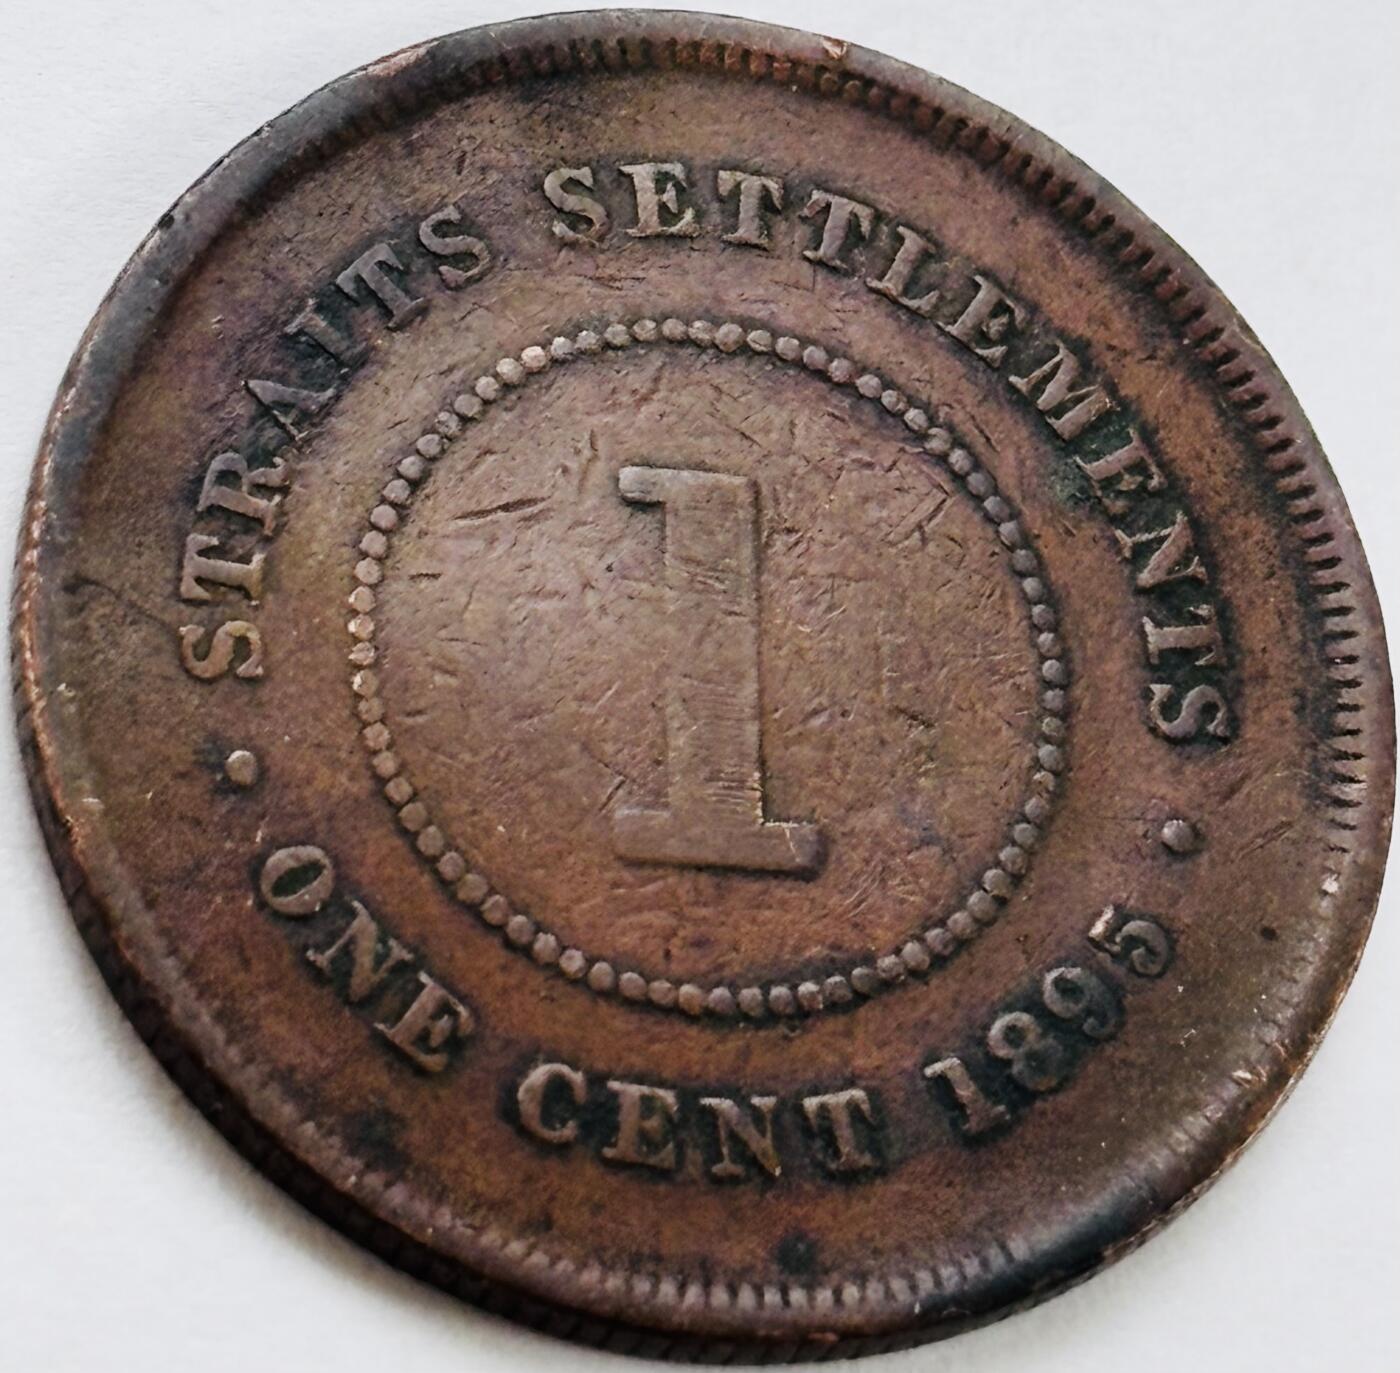 STRAITS SETTLEMENTS
1
· ONE CENT 1895 ·